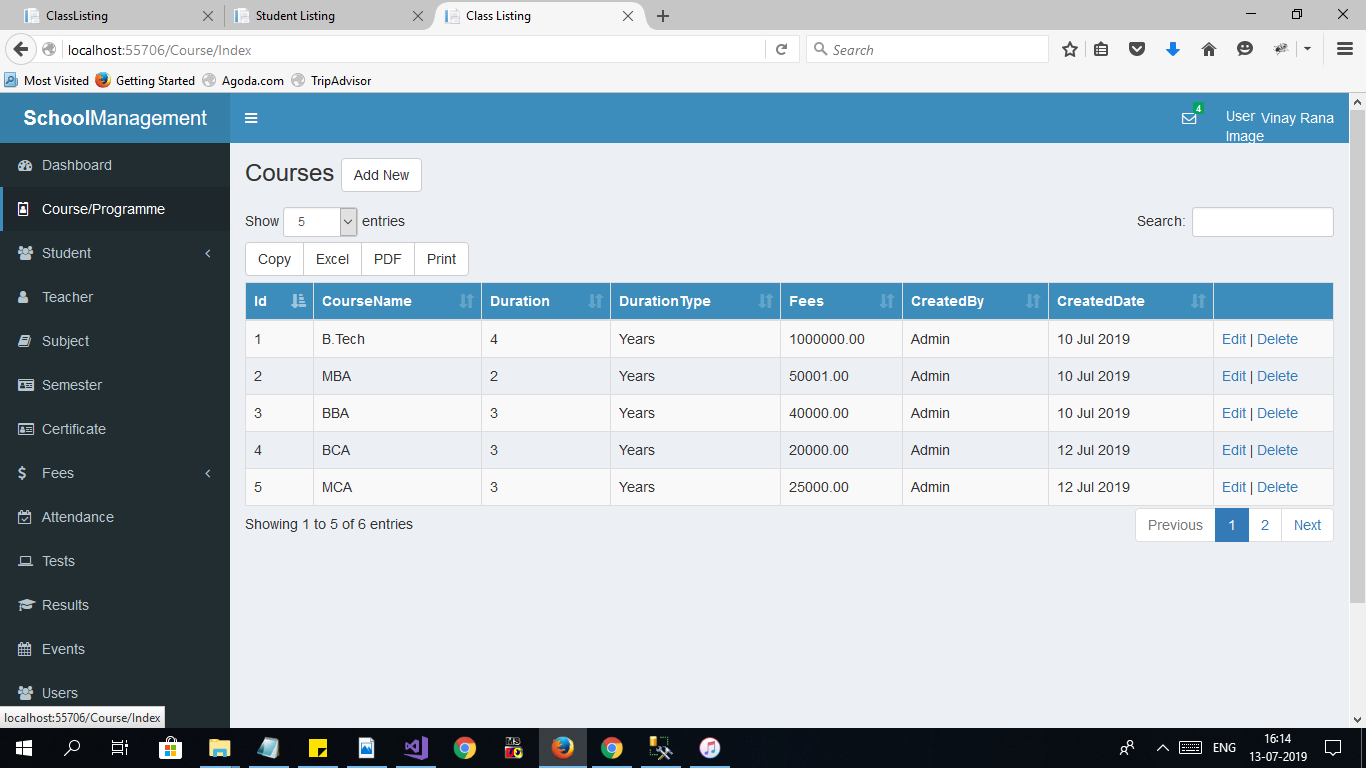 ClassListing Student Listing Class Listing
localhost:55706/Course/Index Search
Most Visited Getting Started Agoda.com TripAdvisor
SchoolManagement 4 User Image Vinay Rana
Dashboard
Course/Programme
Student
Teacher
Subject
Semester
Certificate
Fees
Attendance
Tests
Results
Events
Users
Courses Add New
Show 5 entries Search:
Copy Excel PDF Print
Id CourseName Duration DurationType Fees CreatedBy CreatedDate
1 B.Tech 4 Years 1000000.00 Admin 10 Jul 2019 Edit | Delete
2 MBA 2 Years 50001.00 Admin 10 Jul 2019 Edit | Delete
3 BBA 3 Years 40000.00 Admin 10 Jul 2019 Edit | Delete
4 BCA 3 Years 20000.00 Admin 12 Jul 2019 Edit | Delete
5 MCA 3 Years 25000.00 Admin 12 Jul 2019 Edit | Delete
Showing 1 to 5 of 6 entries Previous 1 2 Next
localhost:55706/Course/Index
ENG 16:14
13-07-2019